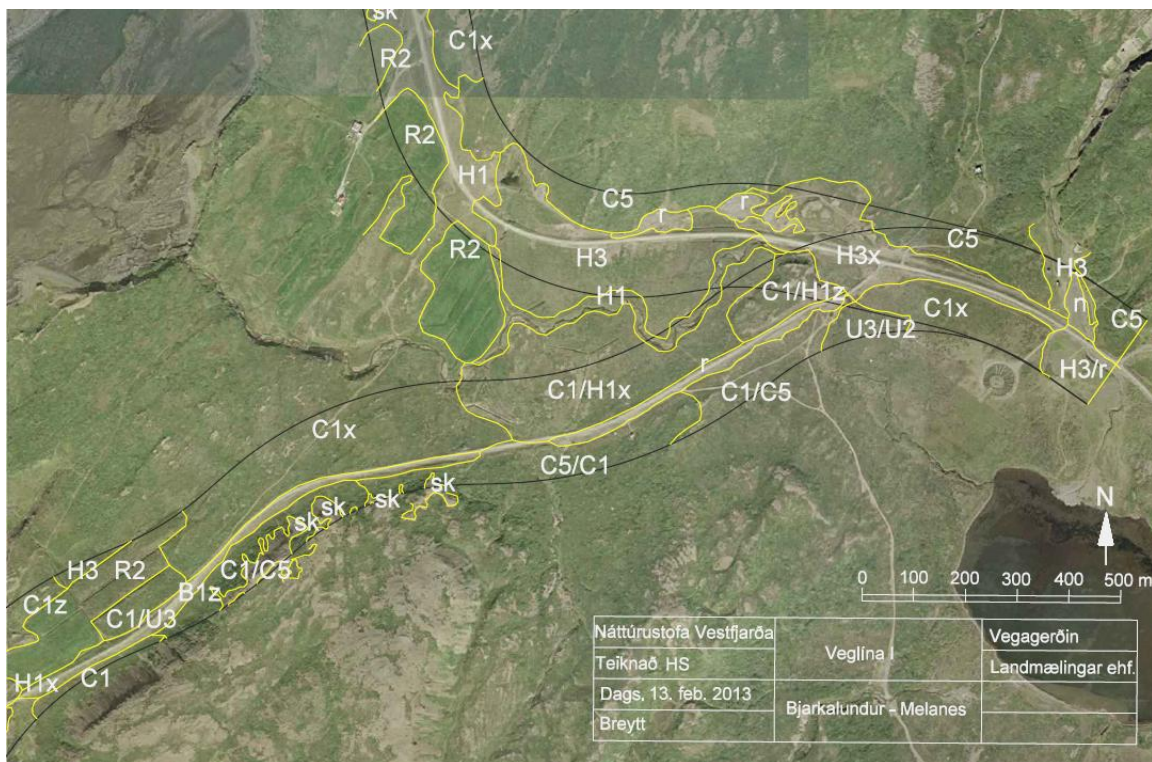 sk
C1x
R2
R2
H1
C5
r
r
R2
H3
H3x
C5
H3
H1
C1/H1z
C1x
n
C5
U3/U2
r
H3/r
C1/H1x
C1/C5
C1x
C5/C1
sk
sk
sk
sk
N
H3
R2
C1/C5
B1z
C1z
C1/U3
H1x
C1
0 100 200 300 400 500 m
Náttúrustofa Vestfjarða
Teiknað HS
Dags, 13. feb. 2013
Breytt
Veglína I
Bjarkalundur - Melanes
Vegagerðin
Landmælingar ehf.